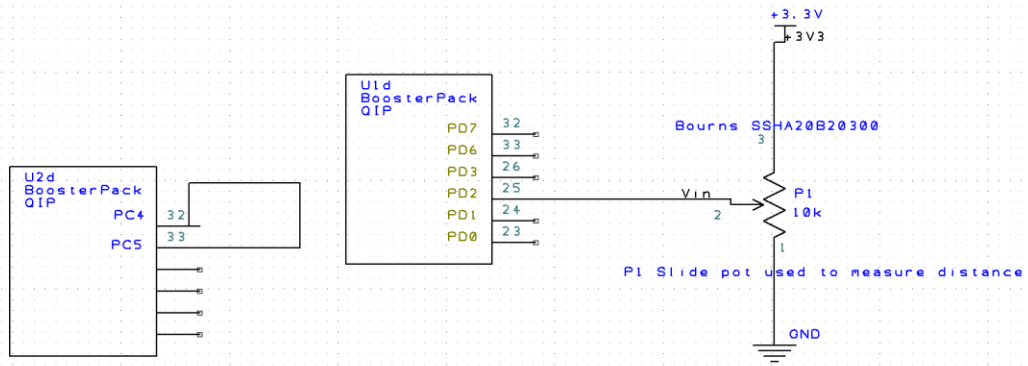 +3.3V
+3V3
U1d
BoosterPack
QIP
PD7 32
PD6 33
PD3 26
PD2 25
PD1 24
PD0 23
Bourns SSHA20B20300
3
Vin
2
P1
10k
1
P1 Slide pot used to measure distance
GND
U2d
BoosterPack
QIP
PC4 32
PC5 33